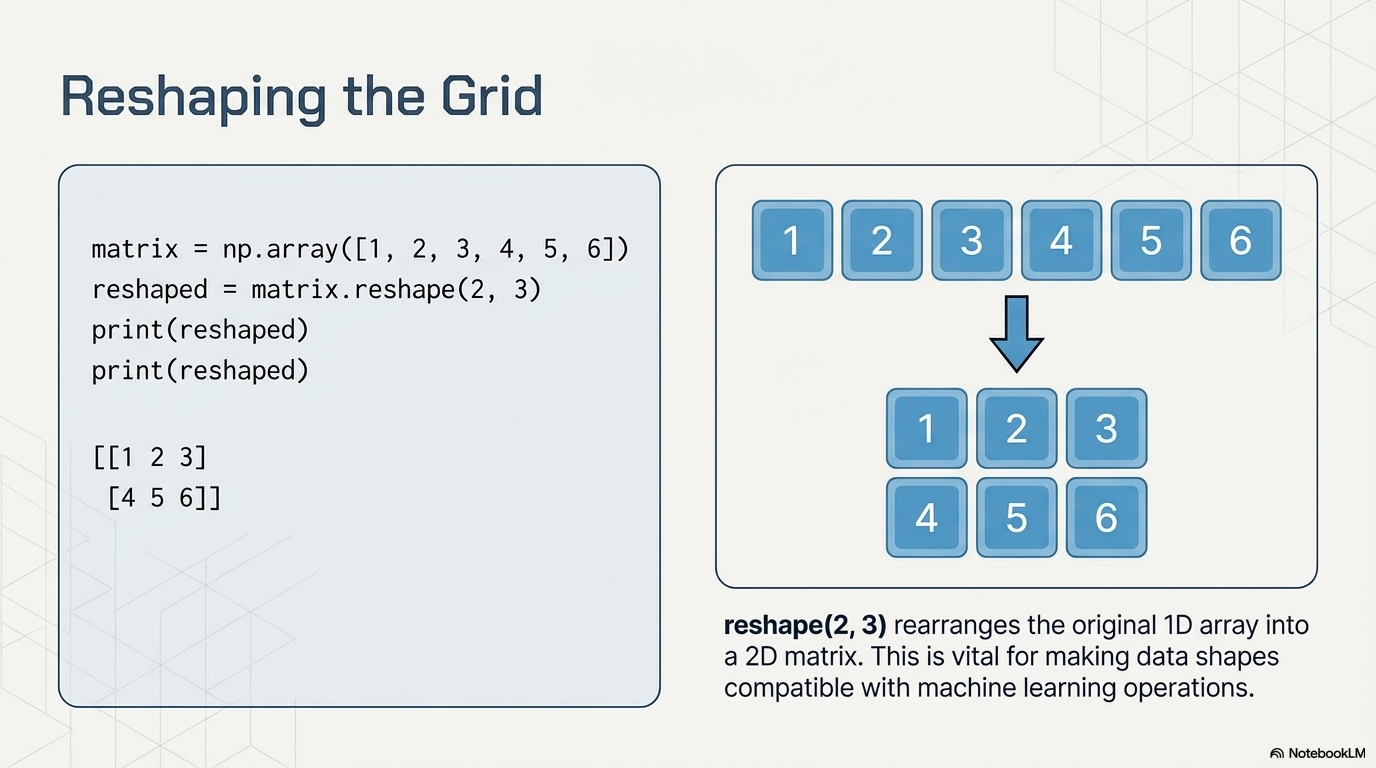 Reshaping the Grid
matrix = np.array([1, 2, 3, 4, 5, 6])
reshaped = matrix.reshape(2, 3)
print(reshaped)
print(reshaped)
[[1 2 3]
 [4 5 6]]
1 2 3 4 5 6
1 2 3
4 5 6
reshape(2, 3) rearranges the original 1D array into
a 2D matrix. This is vital for making data shapes
compatible with machine learning operations.
NotebookLM